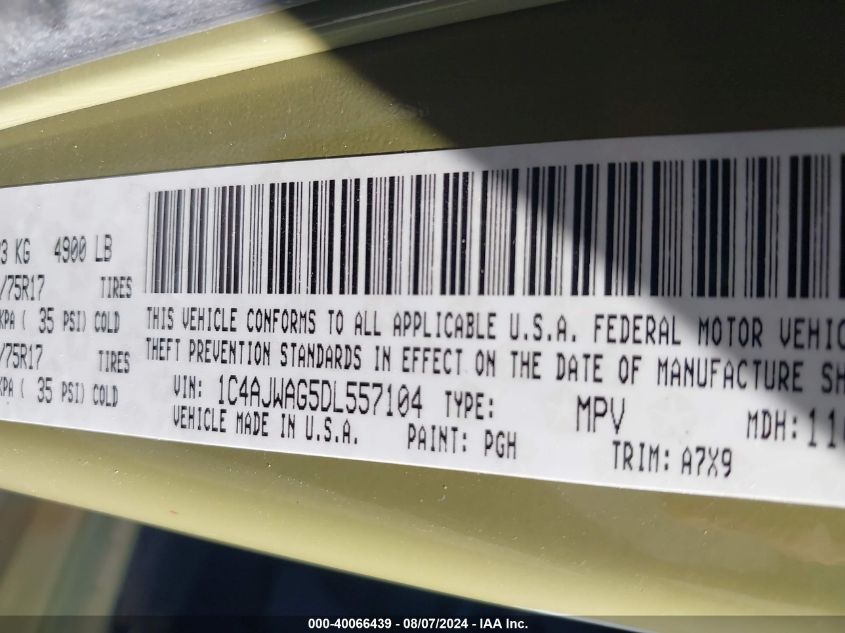 3 KG 4900 LB
/75R17 TIRES
KPA ( 35 PSI) COLD
/75R17 TIRES
KPA ( 35 PSI) COLD
THIS VEHICLE CONFORMS TO ALL APPLICABLE U.S.A. FEDERAL MOTOR VEHIC
THEFT PREVENTION STANDARDS IN EFFECT ON THE DATE OF MANUFACTURE SH
VIN: 1C4AJWAG5DL557104 TYPE: MPV MDH: 110
VEHICLE MADE IN U.S.A. PAINT: PGH TRIM: A7X9
000-40066439 - 08/07/2024 - IAA Inc.